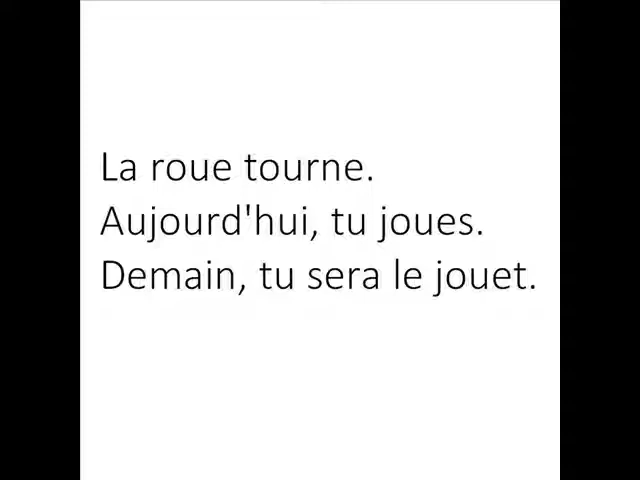 La roue tourne.
Aujourd'hui, tu joues.
Demain, tu sera le jouet.